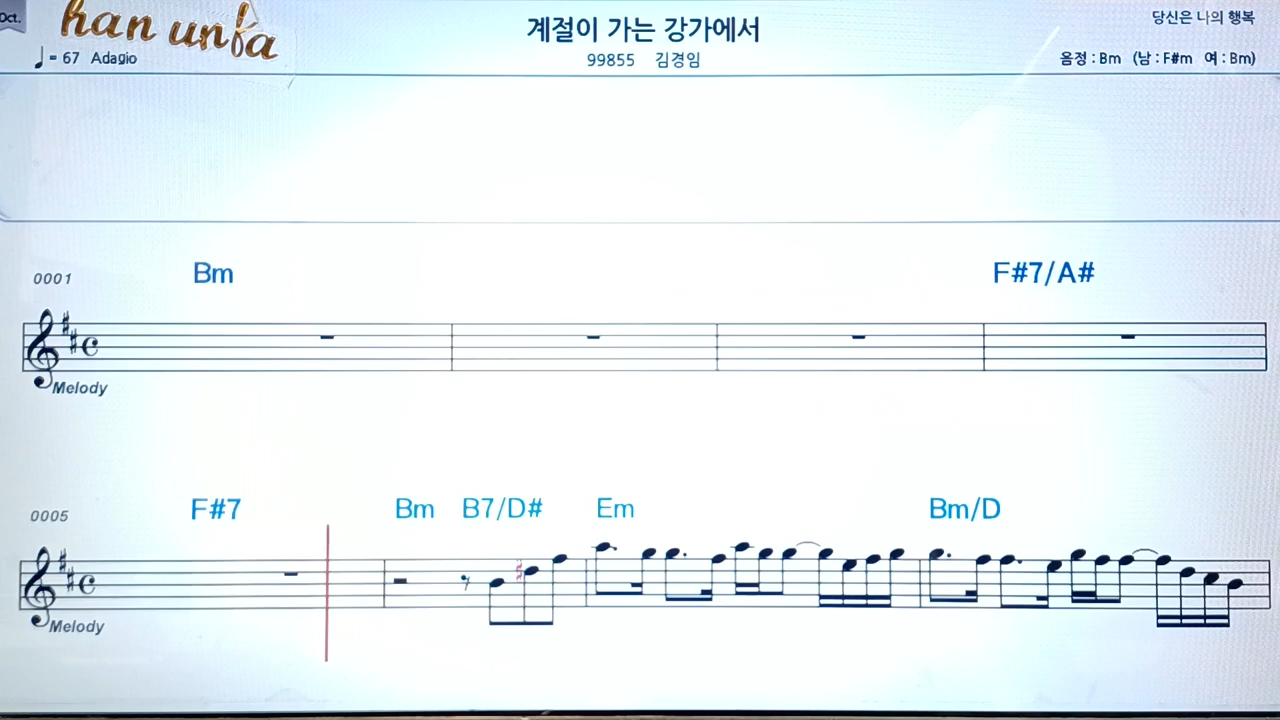 Oct.
han unfa
계절이 가는 강가에서
당신은 나의 행복
♩= 67 Adagio
99855 김경임
음정 : Bm (남 : F#m 여 : Bm)
0001 Bm F#7/A#
Melody
0005 F#7 Bm B7/D# Em Bm/D
Melody